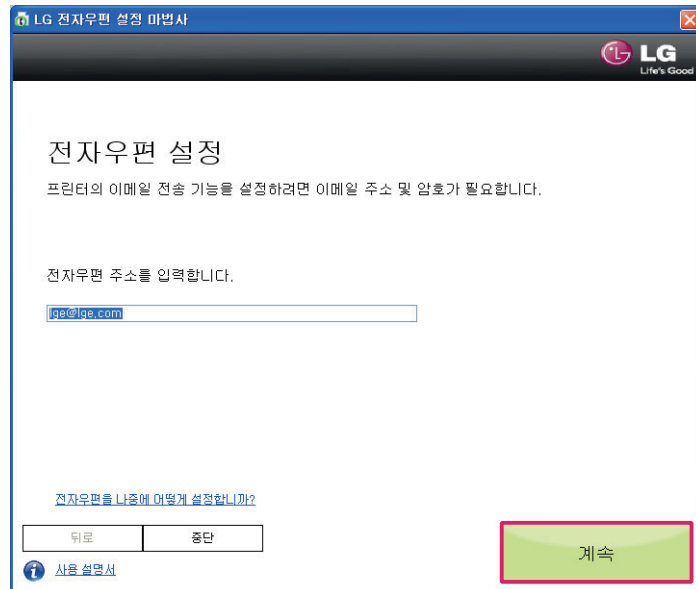 LG 전자우편 설정 마법사
LG
Life's Good
전자우편 설정
프린터의 이메일 전송 기능을 설정하려면 이메일 주소 및 암호가 필요합니다.
전자우편 주소를 입력합니다.
lge@lge.com
전자우편을 나중에 어떻게 설정합니까?
뒤로
중단
계속
사용 설명서